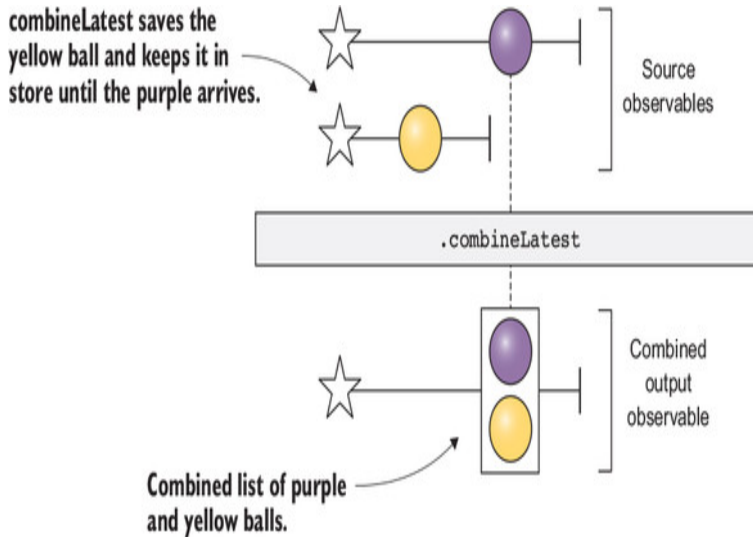 combineLatest saves the
yellow ball and keeps it in
store until the purple arrives.
Source
observables
.combineLatest
Combined
output
observable
Combined list of purple
and yellow balls.